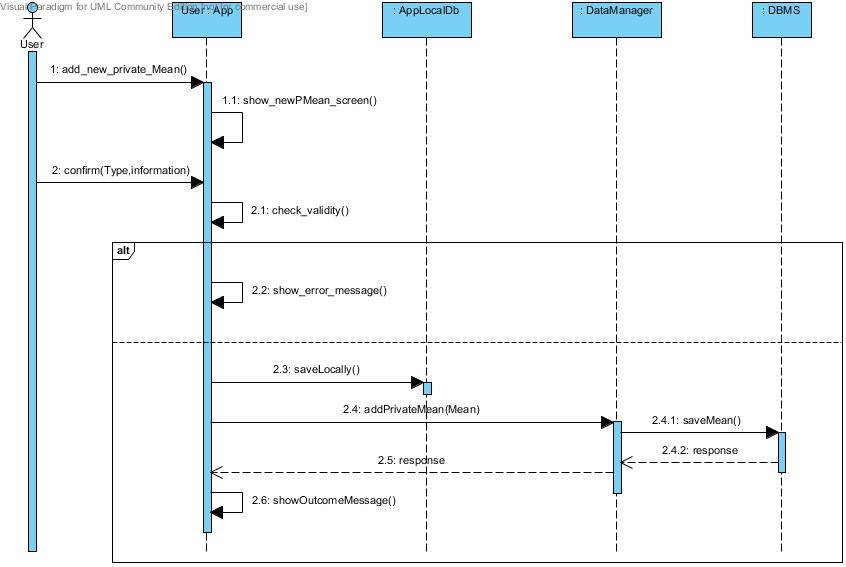 Visual Paradigm for UML Community Edition [not for commercial use]
User : App
: AppLocalDb
: DataManager
: DBMS
User
1: add_new_private_Mean()
1.1: show_newPMean_screen()
2: confirm(Type,information)
2.1: check_validity()
alt
2.2: show_error_message()
2.3: saveLocally()
2.4: addPrivateMean(Mean)
2.4.1: saveMean()
2.4.2: response
2.5: response
2.6: showOutcomeMessage()